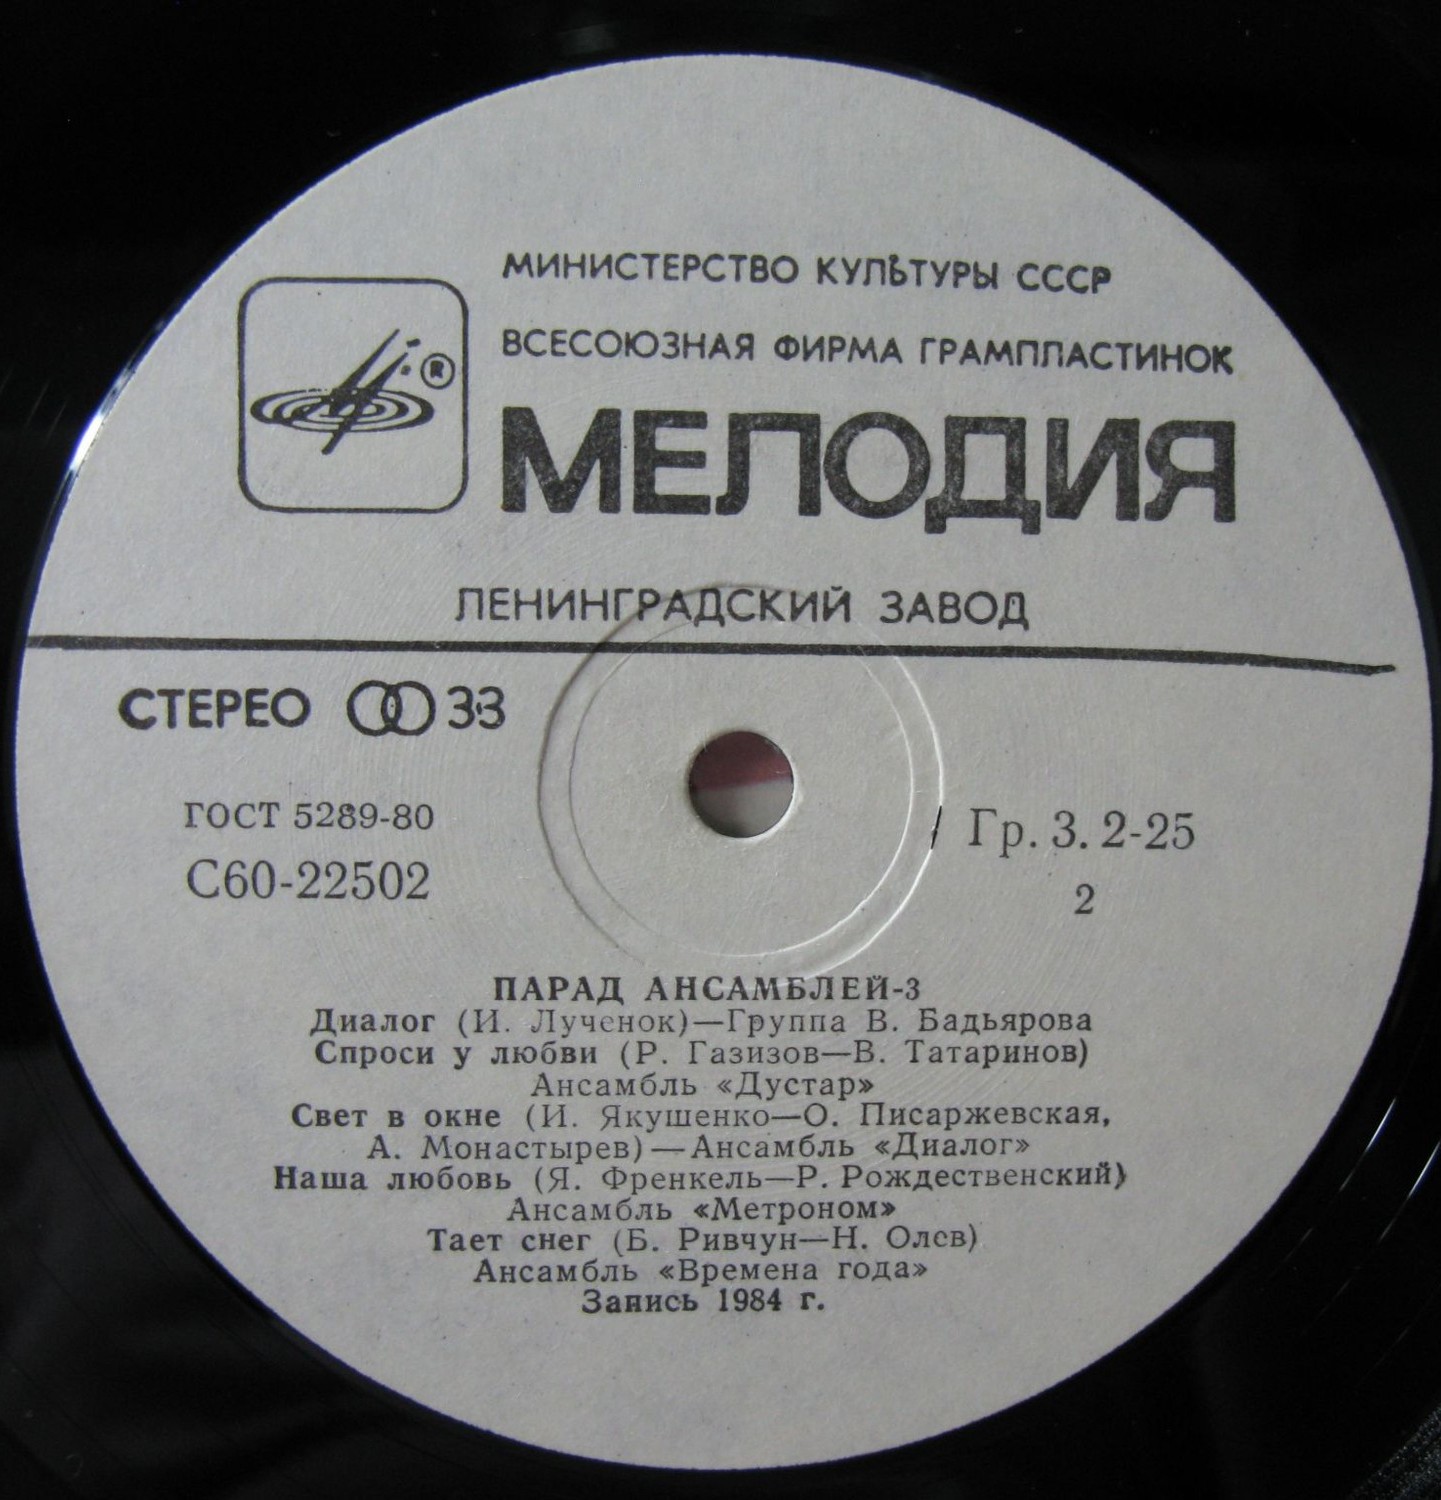 МИНИСТЕРСТВО КУЛЬТУРЫ СССР
ВСЕСОЮЗНАЯ ФИРМА ГРАМПЛАСТИНОК
®
МЕЛОДИЯ
ЛЕНИНГРАДСКИЙ ЗАВОД
СТЕРЕО 33
ГОСТ 5289-80
С60-22502
Гр. 3. 2-25
2
ПАРАД АНСАМБЛЕЙ-3
Диалог (И. Лученок)—Группа В. Бадьярова
Спроси у любви (Р. Газизов—В. Татаринов)
Ансамбль «Дустар»
Свет в окне (И. Якушенко—О. Писаржевская,
А. Монастырев)—Ансамбль «Диалог»
Наша любовь (Я. Френкель—Р. Рождественский)
Ансамбль «Метроном»
Тает снег (Б. Ривчун—Н. Олев)
Ансамбль «Времена года»
Запись 1984 г.